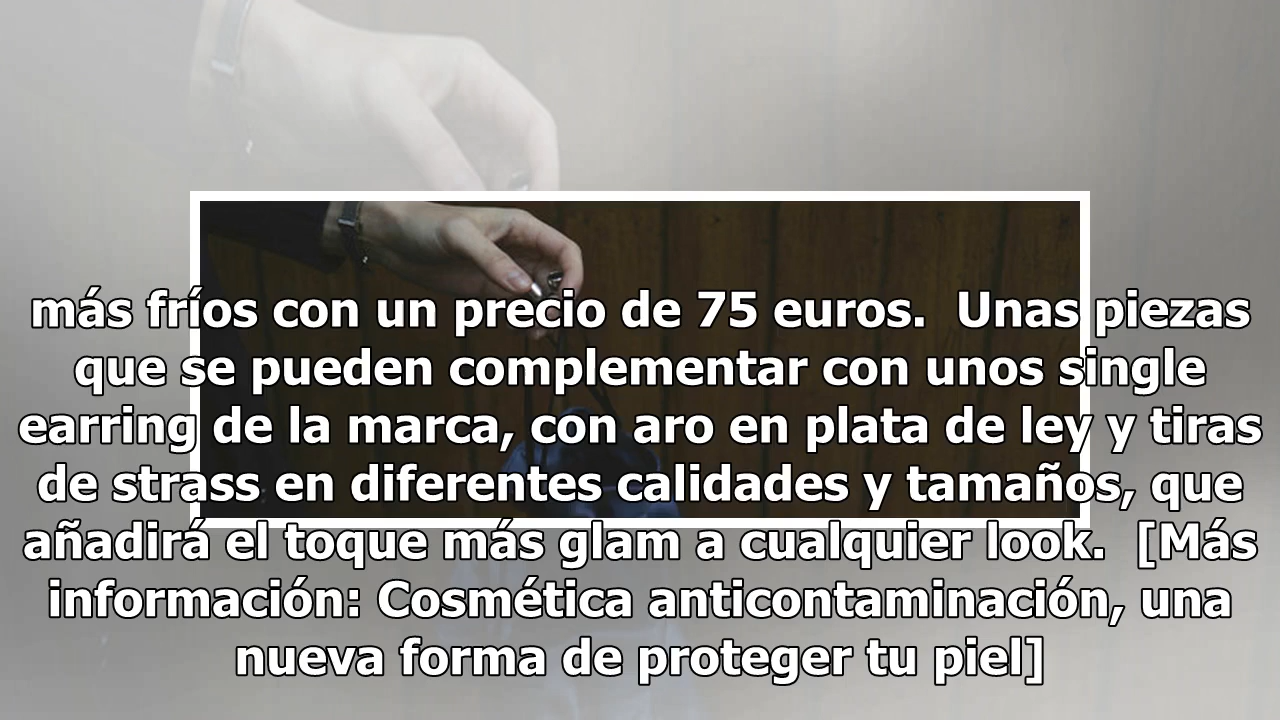 más fríos con un precio de 75 euros.  Unas piezas
que se pueden complementar con unos single
earring de la marca, con aro en plata de ley y tiras
de strass en diferentes calidades y tamaños, que
añadirá el toque más glam a cualquier look.  [Más
información: Cosmética anticontaminación, una
nueva forma de proteger tu piel]